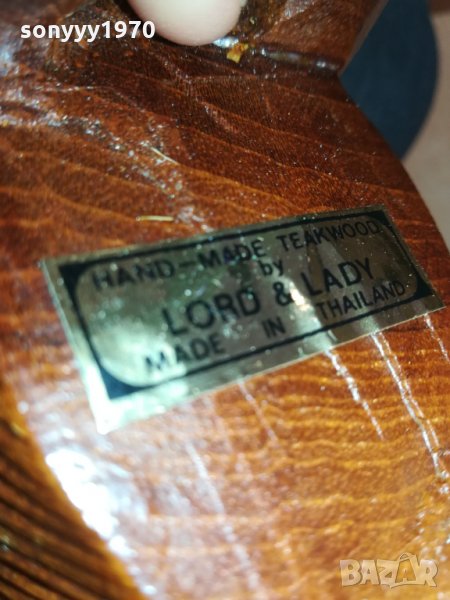 sonyyy1970
HAND-MADE TEAKWOOD
by
LORD & LADY
MADE IN THAILAND
BAZAR